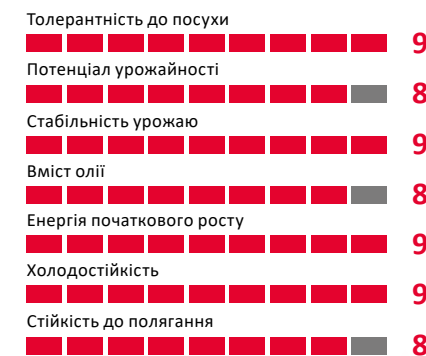 Толерантність до посухи
9
Потенціал урожайності
8
Стабільність урожаю
9
Вміст олії
8
Енергія початкового росту
9
Холодостійкість
9
Стійкість до полягання
8